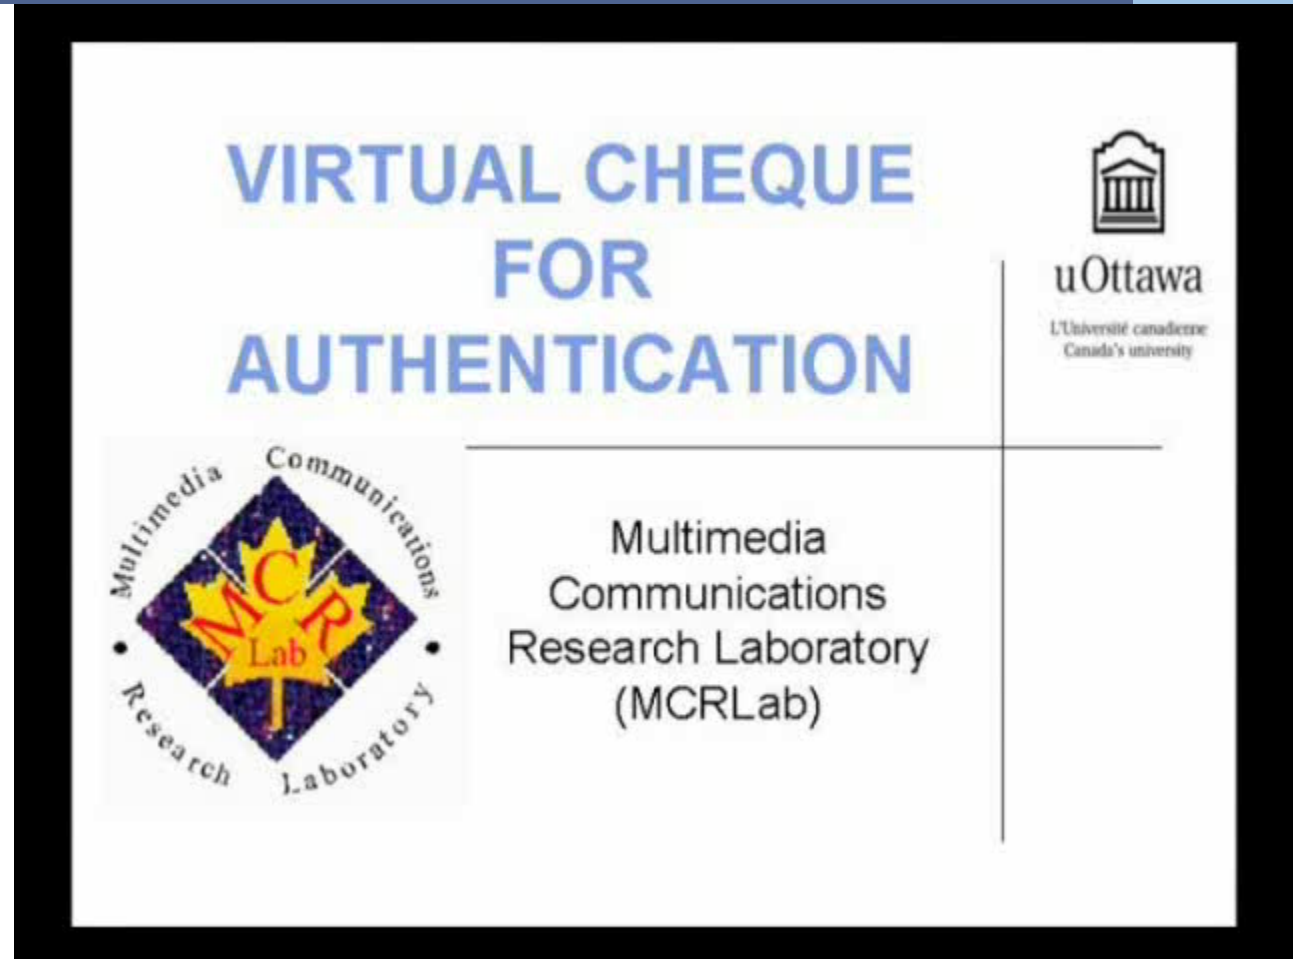 VIRTUAL CHEQUE
FOR
AUTHENTICATION
uOttawa
L'Université canadienne
Canada's university
Multimedia Communications
Research Laboratory
MCR
Lab
Multimedia
Communications
Research Laboratory
(MCRLab)